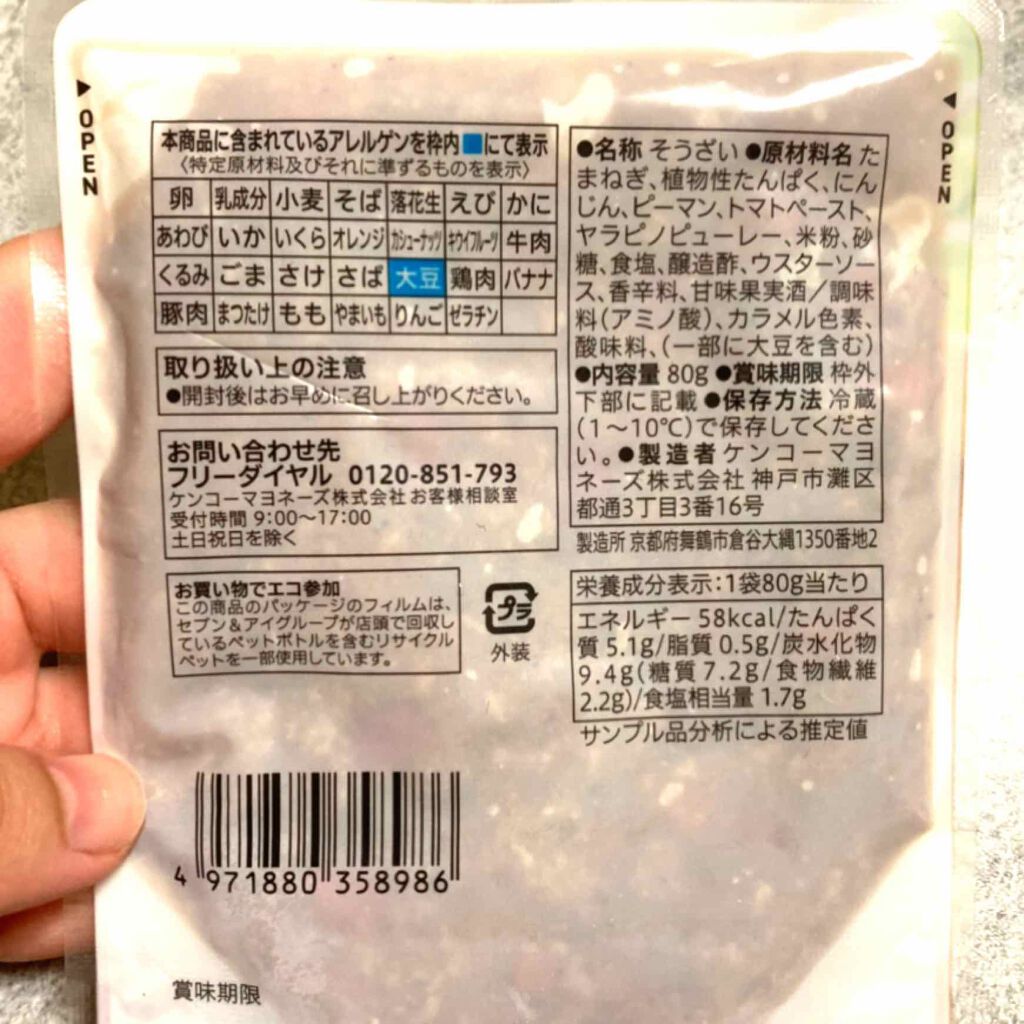 OPEN
OPEN
本商品に含まれているアレルゲンを枠内■にて表示
〈特定原材料及びそれに準ずるものを表示〉
卵 乳成分 小麦 そば 落花生 えび かに
あわび いか いくら オレンジ カシューナッツ キウイフルーツ 牛肉
くるみ ごま さけ さば 大豆 鶏肉 バナナ
豚肉 まつたけ もも やまいも りんご ゼラチン
取り扱い上の注意
●開封後はお早めに召し上がりください。
お問い合わせ先
フリーダイヤル 0120-851-793
ケンコーマヨネーズ株式会社 お客様相談室
受付時間 9:00～17:00
土日祝日を除く
お買い物でエコ参加
この商品のパッケージのフィルムは、
セブン&アイグループが店頭で回収し
ているペットボトルを含むリサイクル
ペットを一部使用しています。
プラ
外装
●名称 そうざい ●原材料名 た
まねぎ、植物性たんぱく、にん
じん、ピーマン、トマトペースト、
ヤラピノピューレー、米粉、砂
糖、食塩、醸造酢、ウスターソー
ス、香辛料、甘味果実酒／調味
料(アミノ酸)、カラメル色素、
酸味料、(一部に大豆を含む)
●内容量 80g ●賞味期限 枠外
下部に記載 ●保存方法 冷蔵
(1～10℃)で保存してくださ
い。●製造者 ケンコーマヨ
ネーズ株式会社 神戸市灘区
都通3丁目3番16号
製造所 京都府舞鶴市倉谷大縄1350番地2
栄養成分表示:1袋80g当たり
エネルギー 58kcal/たんぱく
質 5.1g/脂質 0.5g/炭水化物
9.4g(糖質 7.2g/食物繊維
2.2g)/食塩相当量 1.7g
サンプル品分析による推定値
4 971880 358986
賞味期限